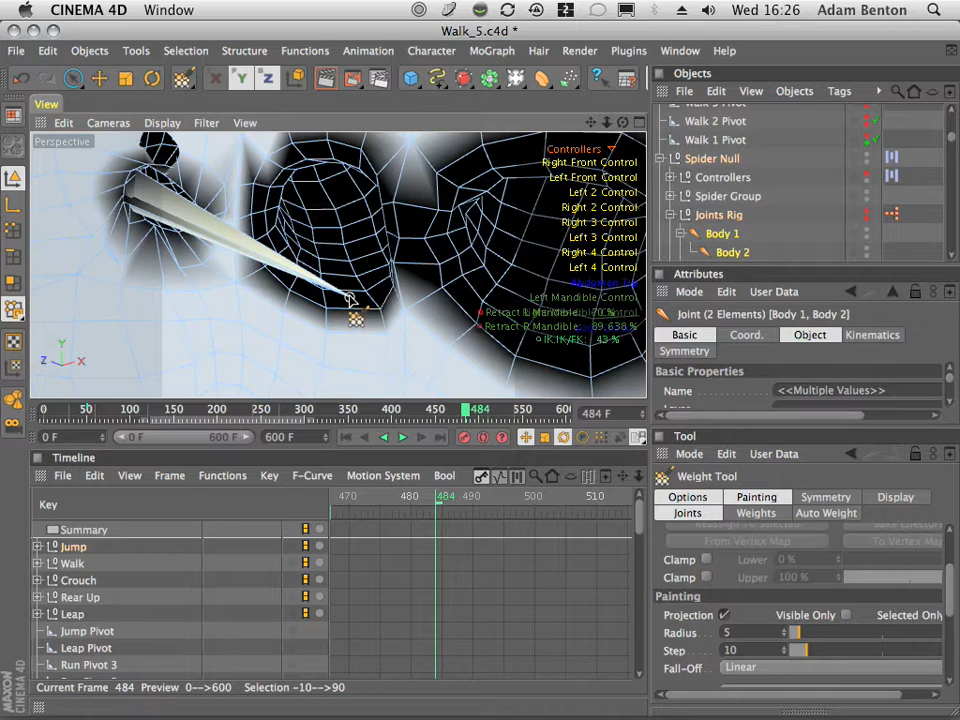 CINEMA 4D Window
Wed 16:26 Adam Benton
Walk_5.c4d *
File Edit Objects Tools Selection Structure Functions Animation Character MoGraph Hair Render Plugins Window Help
View
Edit Cameras Display Filter View
Perspective
Controllers
Right Front Control
Left Front Control
Left 2 Control
Right 2 Control
Right 3 Control
Left 3 Control
Right 4 Control
Left 4 Control
Left Mandible Control
Retract L Mandible: 70 %
Retract R Mandible: 89.638 %
IK.IK/FK: 43 %
Z Y X
0 50 100 150 200 250 300 350 400 450 484 550 600
484 F
0 F 0 F 600 F 600 F
Timeline
File Edit View Frame Functions Key F-Curve Motion System Bool
Key
470 480 484 490 500 510
Summary
Jump
Walk
Crouch
Rear Up
Leap
Jump Pivot
Leap Pivot
Run Pivot 3
Current Frame 484 Preview 0-->600 Selection -10-->90
MAXON
CINEMA 4D
Objects
File Edit View Objects Tags
Walk 3 Pivot
Walk 2 Pivot
Walk 1 Pivot
Spider Null
Controllers
Spider Group
Joints Rig
Body 1
Body 2
Attributes
Mode Edit User Data
Joint (2 Elements) [Body 1, Body 2]
Basic Coord. Object Kinematics
Symmetry
Basic Properties
Name <<Multiple Values>>
Tool
Mode Edit User Data
Weight Tool
Options Painting Symmetry Display
Joints Weights Auto Weight
From Vertex Map To Vertex Map
Clamp Lower 0 %
Clamp Upper 100 %
Painting
Projection Visible Only Selected Only
Radius 5
Step 10
Fall-Off Linear